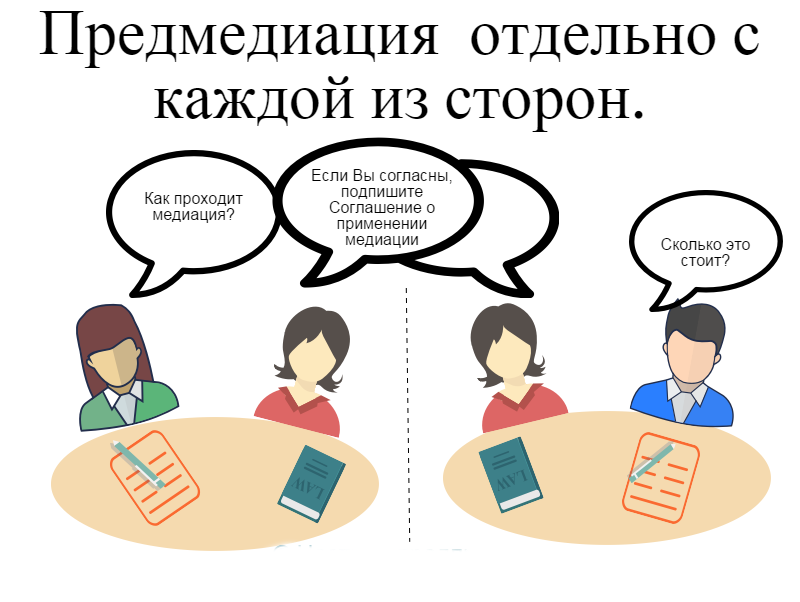 Предмедиация отдельно с
каждой из сторон.
Как проходит
медиация?
Если Вы согласны,
подпишите
Соглашение о
применении
медиации
Сколько это
стоит?
LAW
LAW